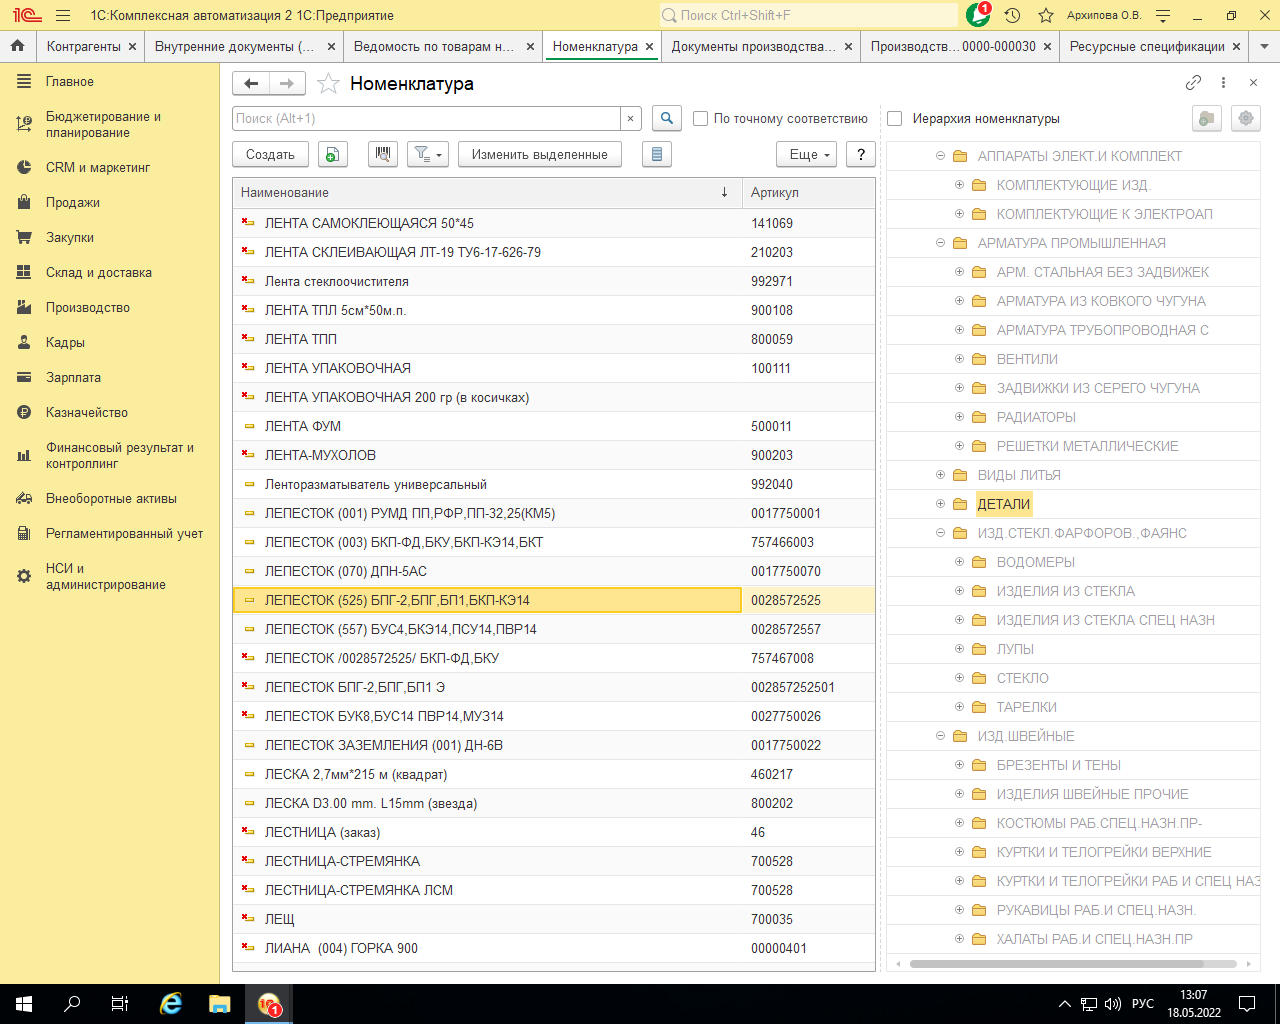 1С:Комплексная автоматизация 2 1С:Предприятие
Поиск Ctrl+Shift+F
1
Архипова О.В.
Контрагенты
Внутренние документы (...
Ведомость по товарам н...
Номенклатура
Документы производства...
Производств... 0000-000030
Ресурсные спецификации
Главное
Бюджетирование и
планирование
CRM и маркетинг
Продажи
Закупки
Склад и доставка
Производство
Кадры
Зарплата
Казначейство
Финансовый результат и
контроллинг
Внеоборотные активы
Регламентированный учет
НСИ и
администрирование
Номенклатура
Поиск (Alt+1)
По точному соответствию
Создать
Изменить выделенные
Еще
?
Наименование Артикул
ЛЕНТА САМОКЛЕЮЩАЯСЯ 50*45 141069
ЛЕНТА СКЛЕИВАЮЩАЯ ЛТ-19 ТУ6-17-626-79 210203
Лента стеклоочистителя 992971
ЛЕНТА ТПЛ 5см*50м.п. 900108
ЛЕНТА ТПП 800059
ЛЕНТА УПАКОВОЧНАЯ 100111
ЛЕНТА УПАКОВОЧНАЯ 200 гр (в косичках)
ЛЕНТА ФУМ 500011
ЛЕНТА-МУХОЛОВ 900203
Ленторазматыватель универсальный 992040
ЛЕПЕСТОК (001) РУМД ПП,РФР,ПП-32,25(КМ5) 0017750001
ЛЕПЕСТОК (003) БКП-ФД,БКУ,БКП-КЭ14,БКТ 757466003
ЛЕПЕСТОК (070) ДПН-5АС 0017750070
ЛЕПЕСТОК (525) БПГ-2,БПГ,БП1,БКП-КЭ14 0028572525
ЛЕПЕСТОК (557) БУС4,БКЭ14,ПСУ14,ПВР14 0028572557
ЛЕПЕСТОК /0028572525/ БКП-ФД,БКУ 757467008
ЛЕПЕСТОК БПГ-2,БПГ,БП1 Э 002857252501
ЛЕПЕСТОК БУК8,БУС14 ПВР14,МУЗ14 0027750026
ЛЕПЕСТОК ЗАЗЕМЛЕНИЯ (001) ДН-6В 0017750022
ЛЕСКА 2,7мм*215 м (квадрат) 460217
ЛЕСКА D3.00 mm. L15mm (звезда) 800202
ЛЕСТНИЦА (заказ) 46
ЛЕСТНИЦА-СТРЕМЯНКА 700528
ЛЕСТНИЦА-СТРЕМЯНКА ЛСМ 700528
ЛЕЩ 700035
ЛИАНА (004) ГОРКА 900 00000401
Иерархия номенклатуры
АППАРАТЫ ЭЛЕКТ.И КОМПЛЕКТ
КОМПЛЕКТУЮЩИЕ ИЗД.
КОМПЛЕКТУЮЩИЕ К ЭЛЕКТРОАП
АРМАТУРА ПРОМЫШЛЕННАЯ
АРМ. СТАЛЬНАЯ БЕЗ ЗАДВИЖЕК
АРМАТУРА ИЗ КОВКОГО ЧУГУНА
АРМАТУРА ТРУБОПРОВОДНАЯ С
ВЕНТИЛИ
ЗАДВИЖКИ ИЗ СЕРЕГО ЧУГУНА
РАДИАТОРЫ
РЕШЕТКИ МЕТАЛЛИЧЕСКИЕ
ВИДЫ ЛИТЬЯ
ДЕТАЛИ
ИЗД.СТЕКЛ.ФАРФОРОВ.,ФАЯНС
ВОДОМЕРЫ
ИЗДЕЛИЯ ИЗ СТЕКЛА
ИЗДЕЛИЯ ИЗ СТЕКЛА СПЕЦ НАЗН
ЛУПЫ
СТЕКЛО
ТАРЕЛКИ
ИЗД.ШВЕЙНЫЕ
БРЕЗЕНТЫ И ТЕНЫ
ИЗДЕЛИЯ ШВЕЙНЫЕ ПРОЧИЕ
КОСТЮМЫ РАБ.СПЕЦ.НАЗН.ПР-
КУРТКИ И ТЕЛОГРЕЙКИ ВЕРХНИЕ
КУРТКИ И ТЕЛОГРЕЙКИ РАБ И СПЕЦ НАЗ
РУКАВИЦЫ РАБ.И СПЕЦ.НАЗН.
ХАЛАТЫ РАБ.И СПЕЦ.НАЗН.ПР
1
РУС
13:07
18.05.2022